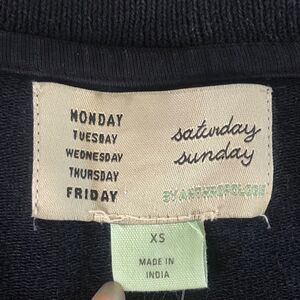 MONDAY
TUESDAY
WEDNESDAY
THURSDAY
FRIDAY
saturday
sunday
BY ANTHROPOLOGIE
XS
MADE IN
INDIA